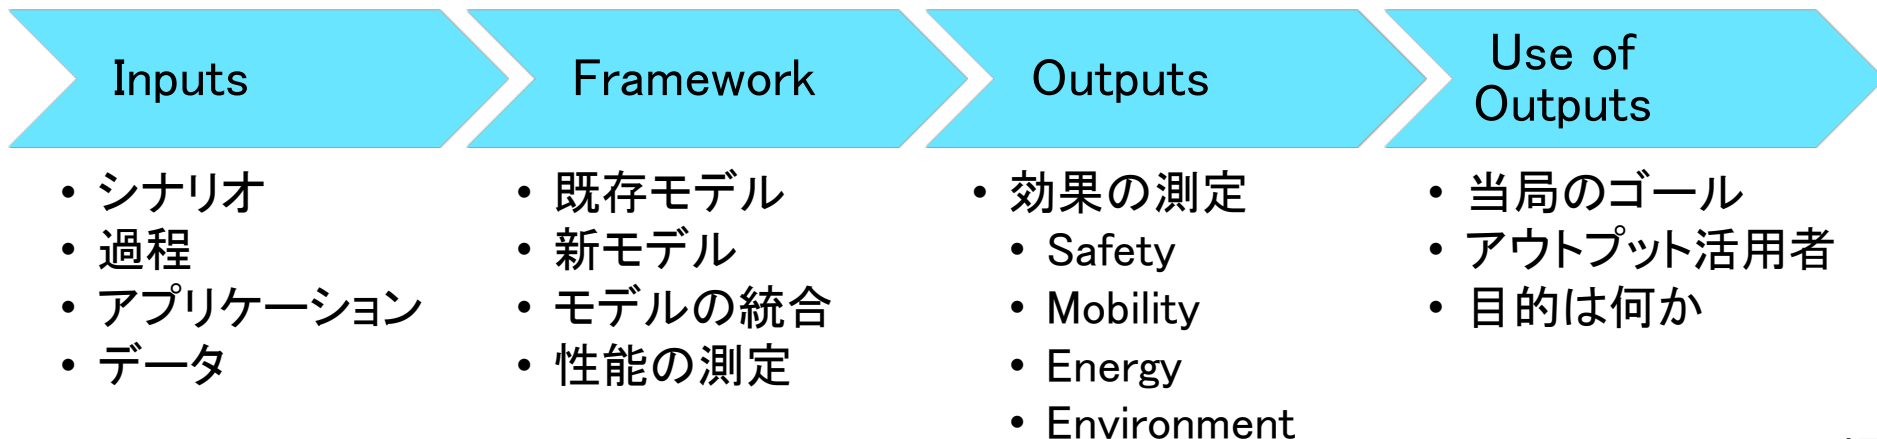 Inputs
• シナリオ
• 過程
• アプリケーション
• データ
Framework
• 既存モデル
• 新モデル
• モデルの統合
• 性能の測定
Outputs
• 効果の測定
• Safety
• Mobility
• Energy
• Environment
Use of
Outputs
• 当局のゴール
• アウトプット活用者
• 目的は何か